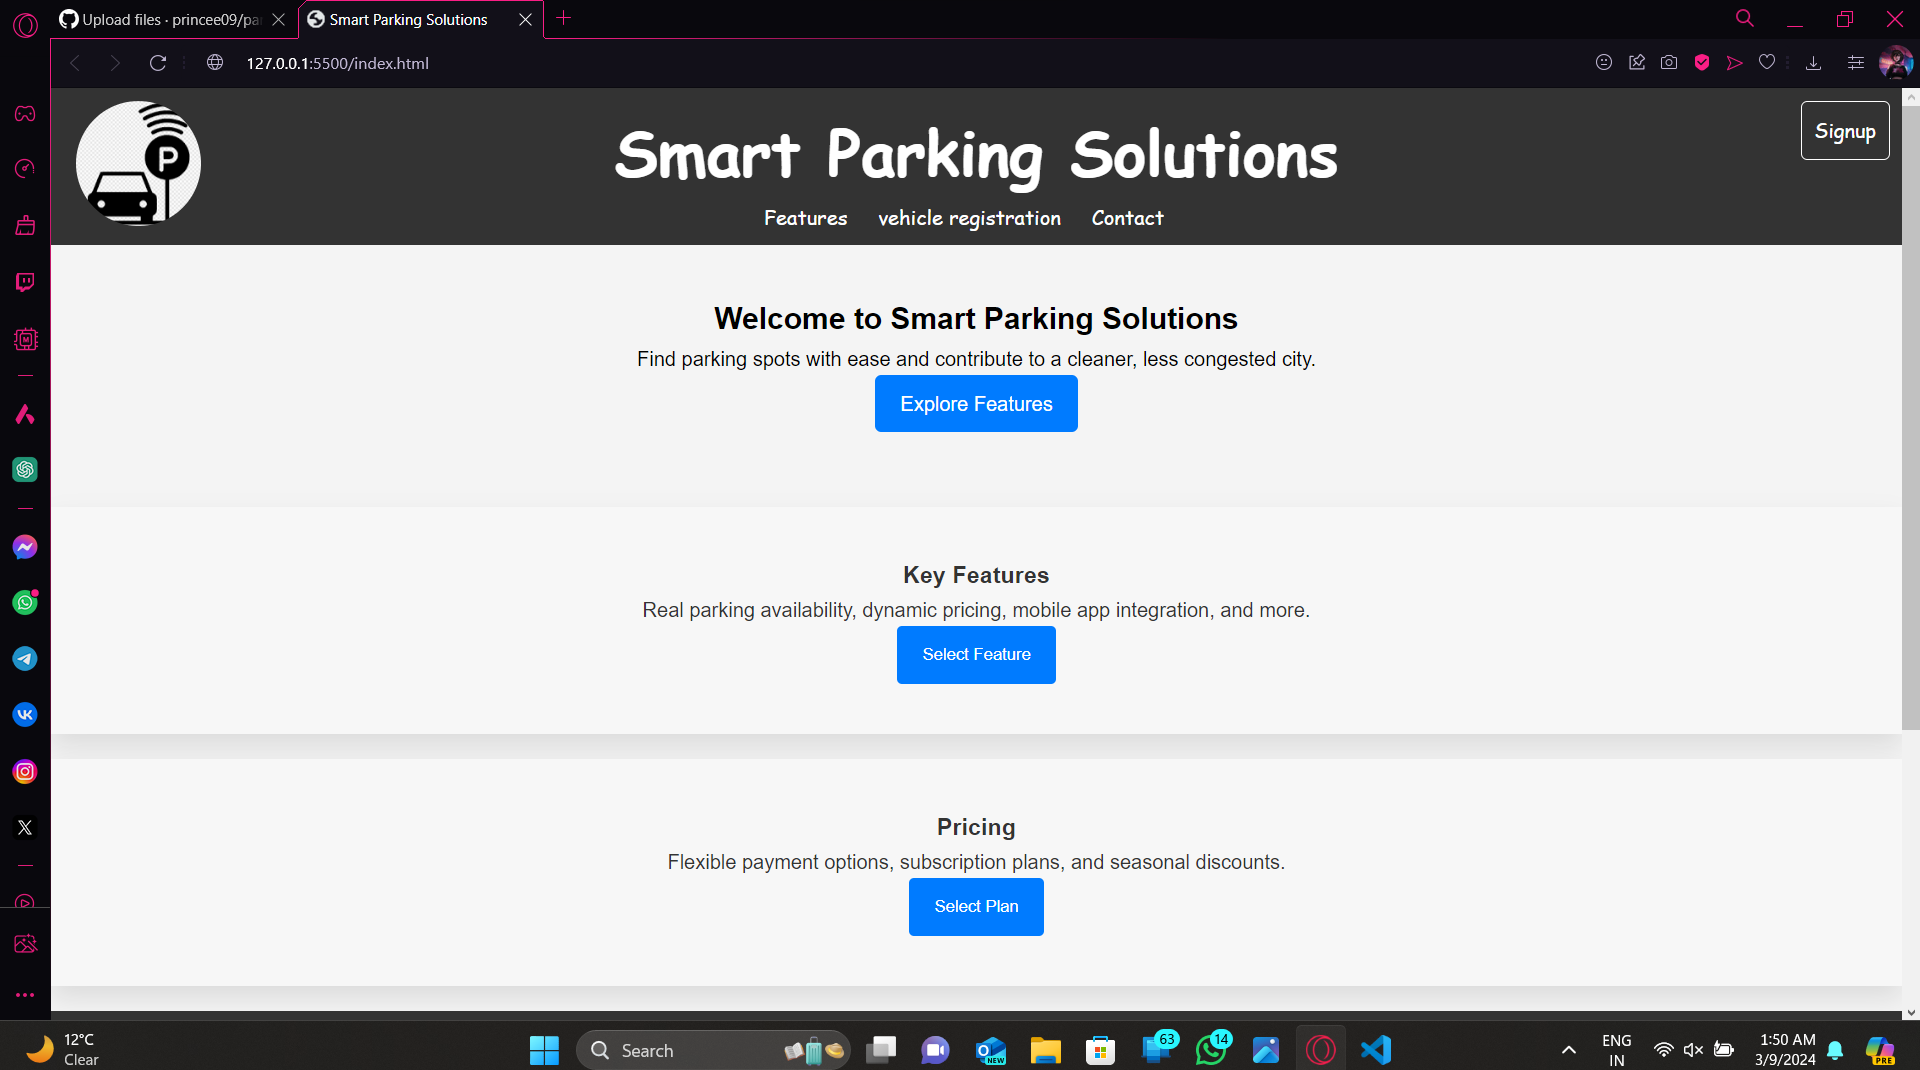 Upload files · princee09/pa
Smart Parking Solutions
127.0.0.1:5500/index.html
P
Smart Parking Solutions
Signup
Features vehicle registration Contact
Welcome to Smart Parking Solutions
Find parking spots with ease and contribute to a cleaner, less congested city.
Explore Features
Key Features
Real parking availability, dynamic pricing, mobile app integration, and more.
Select Feature
Pricing
Flexible payment options, subscription plans, and seasonal discounts.
Select Plan
12°C
Clear
Search
NEW
63
14
ENG
IN
1:50 AM
3/9/2024
PRE